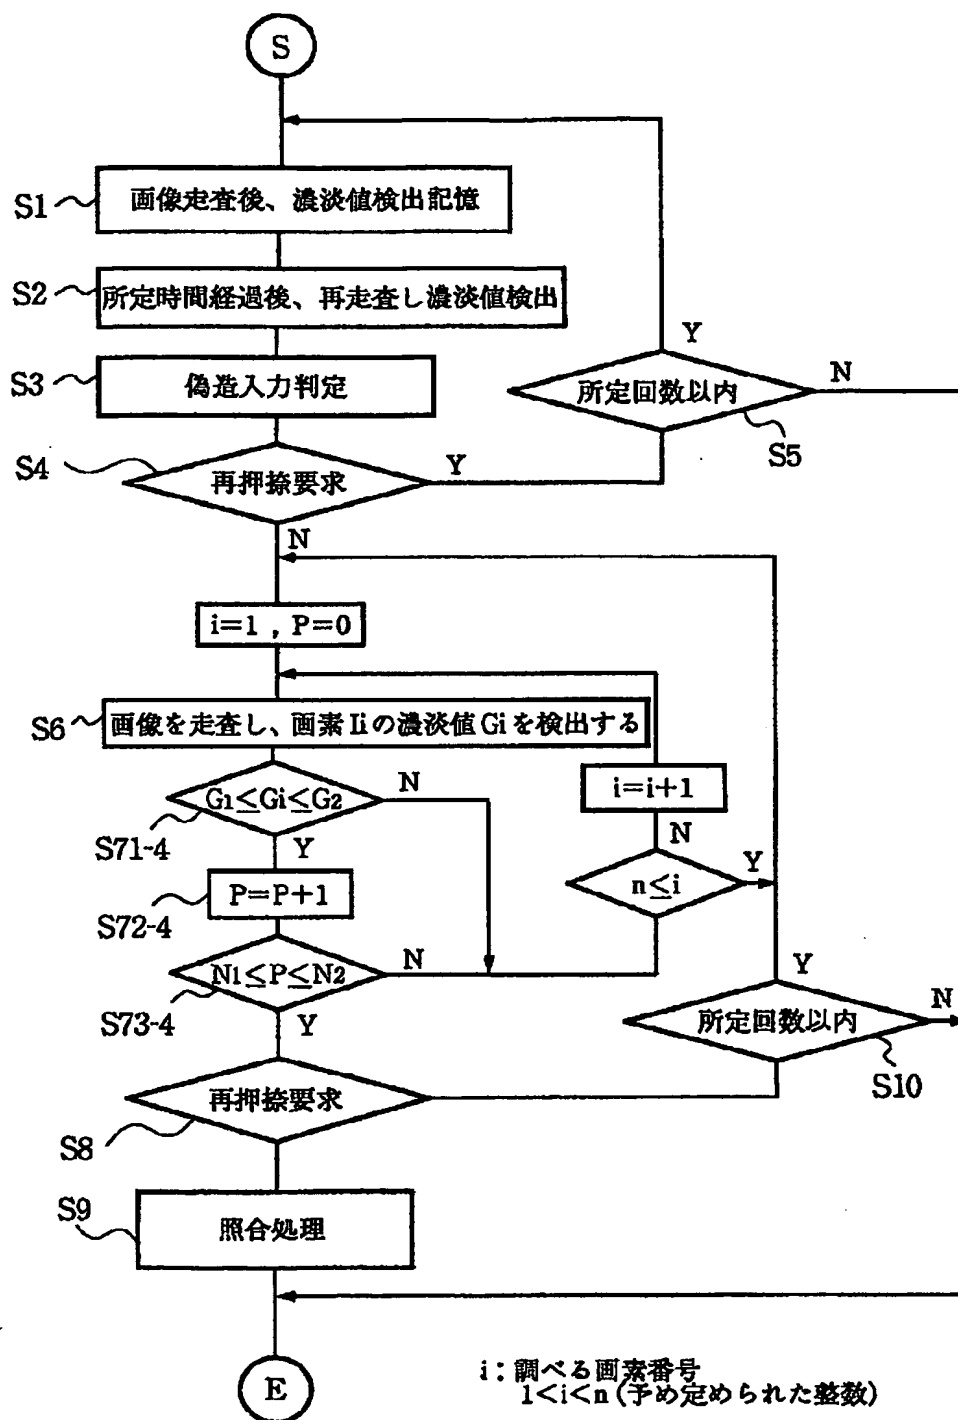 S
S1
画像走査後、濃淡値検出記憶
S2
所定時間経過後、再走査し濃淡値検出
S3
偽造入力判定
Y
所定回数以内
N
S5
S4
再押捺要求
Y
N
i=1 , P=0
S6
画像を走査し、画素Iiの濃淡値Giを検出する
G1≤Gi≤G2
N
i=i+1
S71-4
Y
N
n≤i
Y
S72-4
P=P+1
N1≤P≤N2
N
S73-4
Y
Y
所定回数以内
N
S10
再押捺要求
S8
S9
照合処理
E
i：調べる画素番号
1<i<n(予め定められた整数)